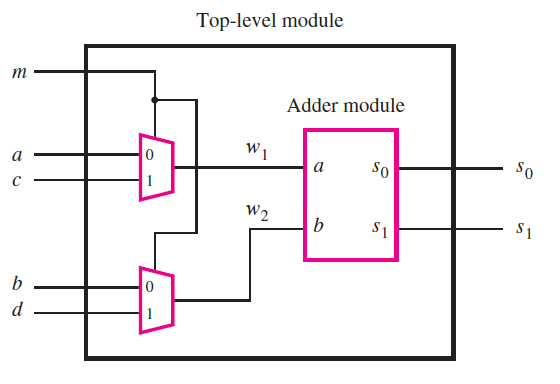 Top-level module
m
Adder module
a
0
w1
a
s0
s0
c
1
w2
b
s1
s1
b
0
d
1